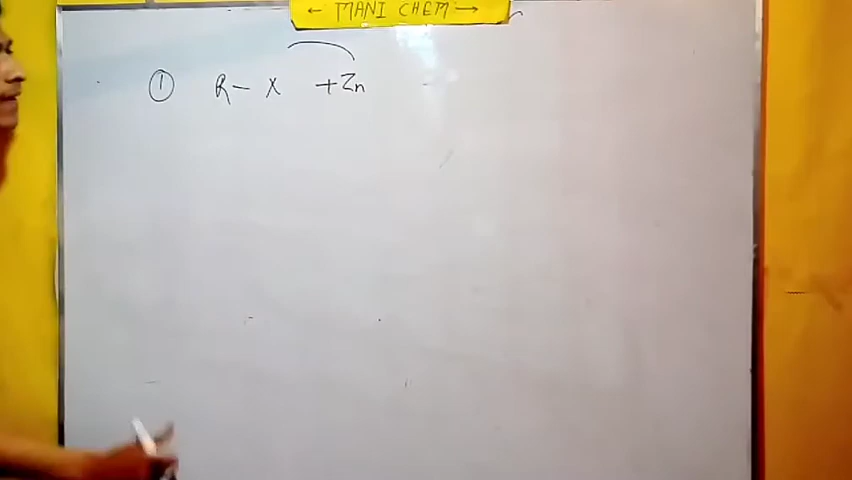 ← MANI CHEM →
① R - X + Zn